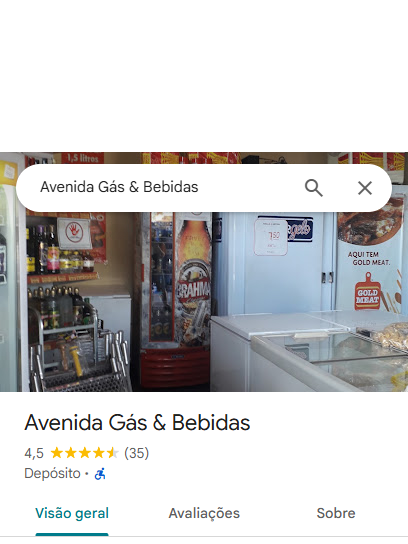 1,5 litros
Avenida Gás & Bebidas
gelo
7,50
BRAHMA
AQUI TEM
GOLD MEAT.
GOLD
MEAT
Avenida Gás & Bebidas
4,5 (35)
Depósito ·
Visão geral
Avaliações
Sobre